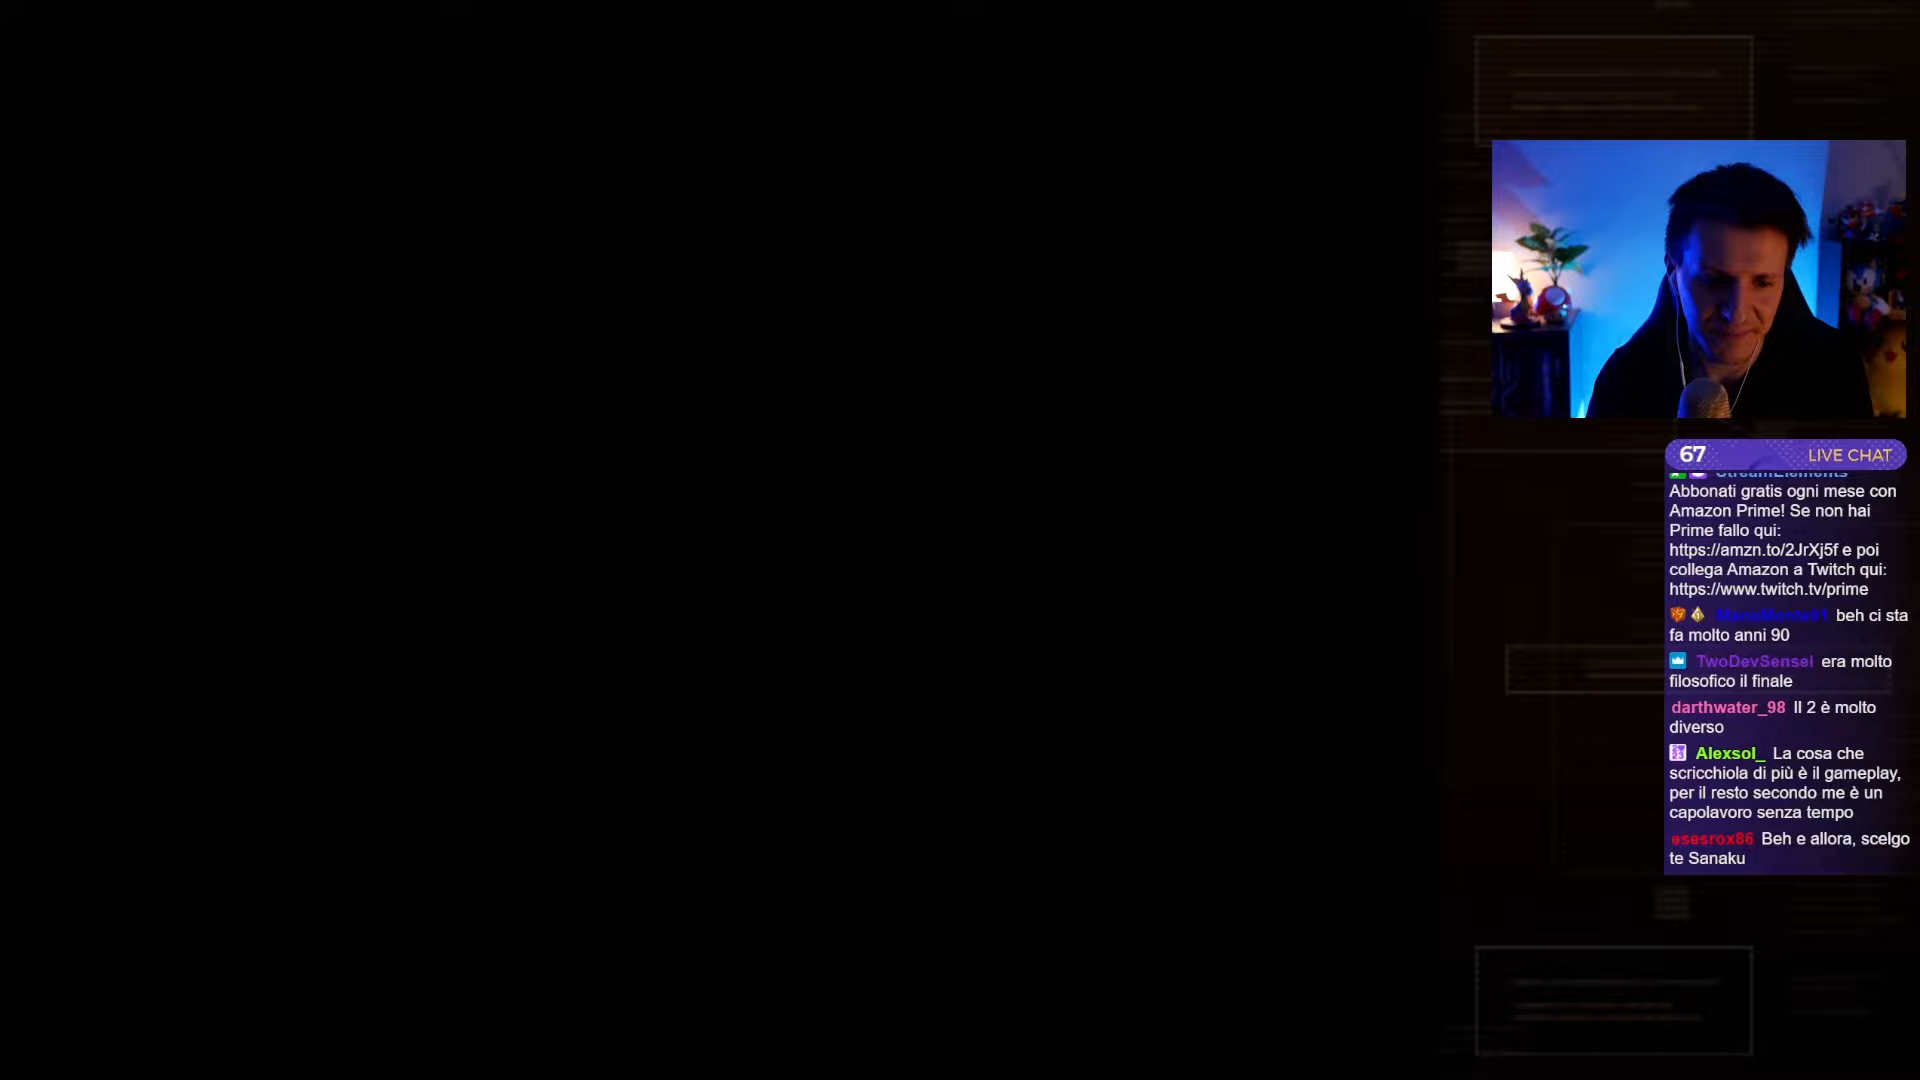 67 LIVE CHAT
StreamElements
Abbonati gratis ogni mese con
Amazon Prime! Se non hai
Prime fallo qui:
https://amzn.to/2JrXj5f e poi
collega Amazon a Twitch qui:
https://www.twitch.tv/prime
beh ci sta
fa molto anni 90
TwoDevSensei era molto
filosofico il finale
darthwater_98 Il 2 è molto
diverso
Alexsol_ La cosa che
scricchiola di più è il gameplay,
per il resto secondo me è un
capolavoro senza tempo
esesrox86 Beh e allora, scelgo
te Sanaku